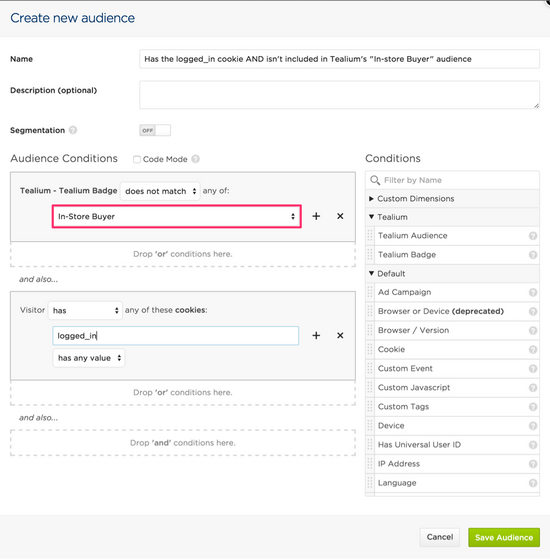 Create new audience
Name
Has the logged_in cookie AND isn't included in Tealium's "In-store Buyer" audience
Description (optional)
Segmentation ?
OFF
Audience Conditions
Code Mode ?
Tealium - Tealium Badge does not match any of:
In-Store Buyer
Drop 'or' conditions here.
and also...
Visitor has any of these cookies:
logged_in
has any value
Drop 'or' conditions here.
and also...
Drop 'and' conditions here.
Conditions
Filter by Name
Custom Dimensions
Tealium
Tealium Audience ?
Tealium Badge ?
Default
Ad Campaign ?
Browser or Device (deprecated) ?
Browser / Version ?
Cookie ?
Custom Event ?
Custom Javascript ?
Custom Tags ?
Device ?
Has Universal User ID ?
IP Address ?
Language ?
Cancel
Save Audience